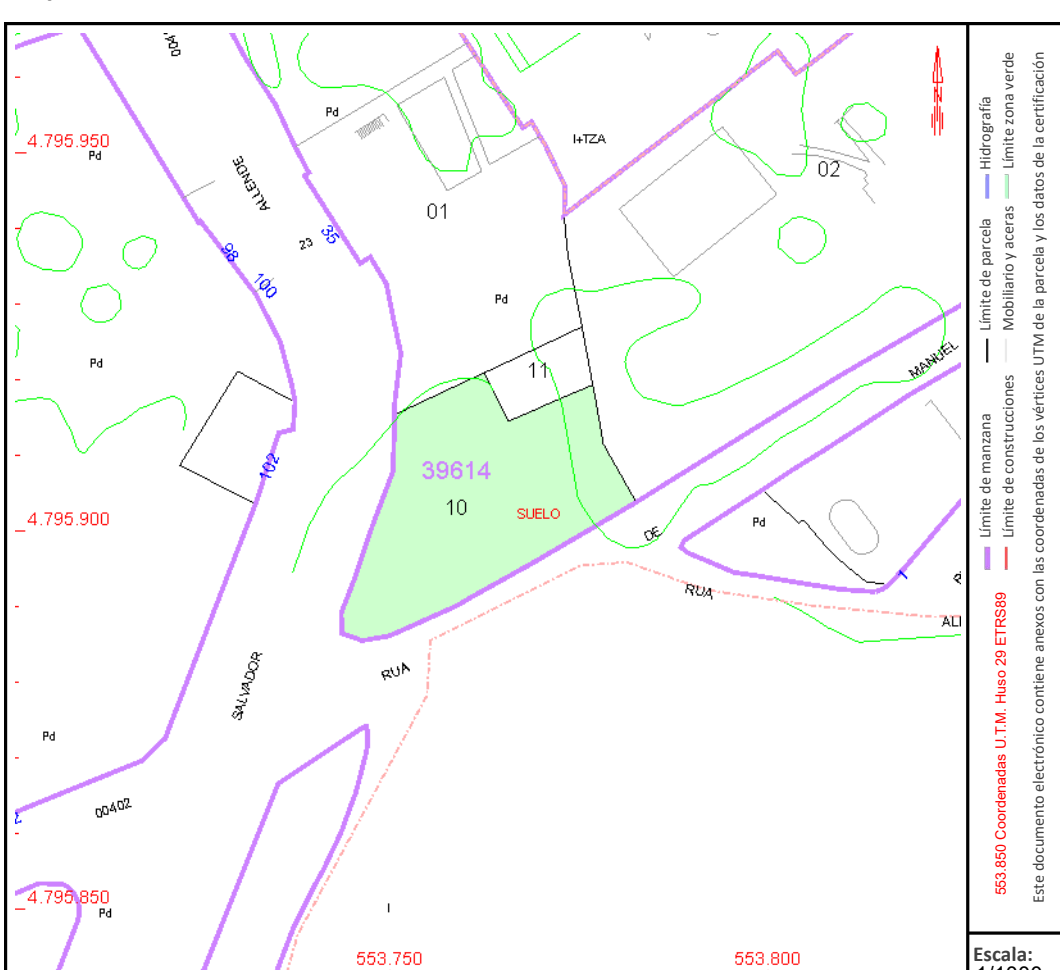 004
Pd
4.795.950
Pd
I+TZA
02
ALLENDE
01
35
23
98
100
Pd
Pd
11
MANUEL
39614
10
SUELO
102
4.795.900
DE
Pd
1
RUA
ALI
RUA
SALVADOR
Pd
00402
4.795.850
Pd
I
553.750
553.800
N
Hidrografía
Límite zona verde
Límite de parcela
Mobiliario y aceras
Límite de manzana
Límite de construcciones
553.850 Coordenadas U.T.M. Huso 29 ETRS89
Este documento electrónico contiene anexos con las coordenadas de los vértices UTM de la parcela y los datos de la certificación
Escala: